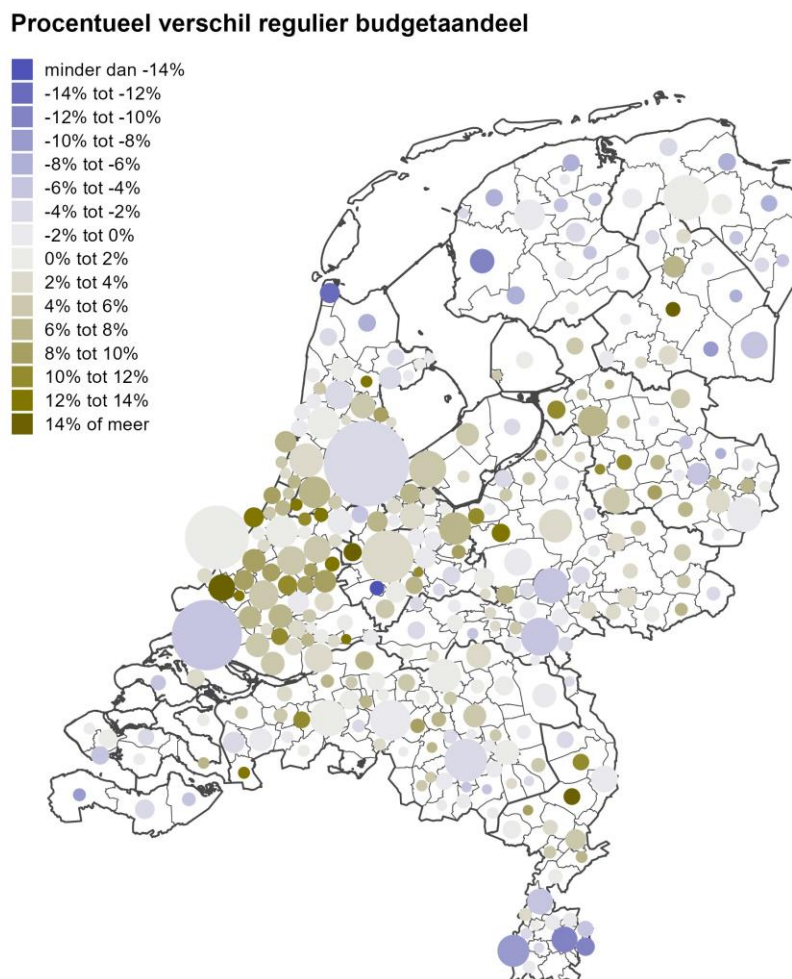 Procentueel verschil regulier budgetaandeel
minder dan -14%
-14% tot -12%
-12% tot -10%
-10% tot -8%
-8% tot -6%
-6% tot -4%
-4% tot -2%
-2% tot 0%
0% tot 2%
2% tot 4%
4% tot 6%
6% tot 8%
8% tot 10%
10% tot 12%
12% tot 14%
14% of meer